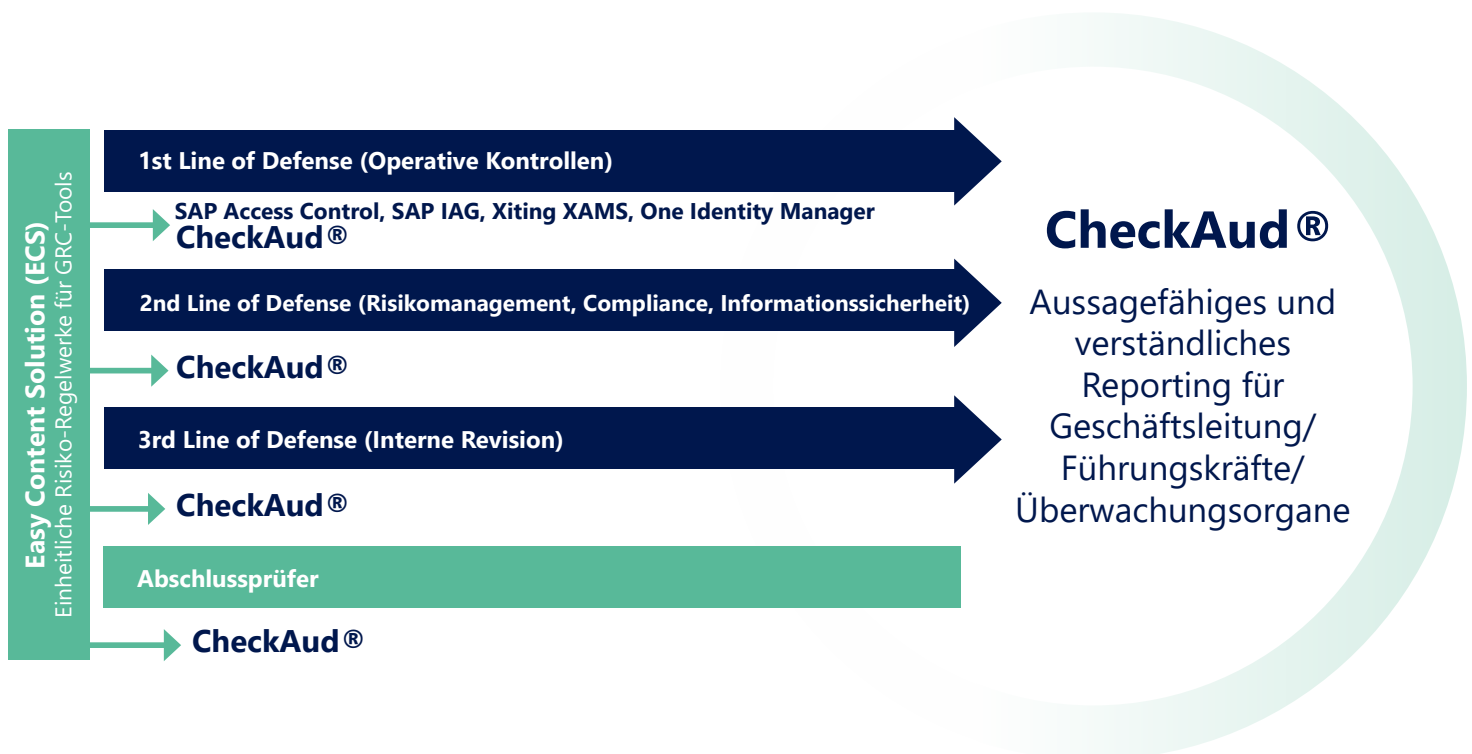 Easy Content Solution (ECS)
Einheitliche Risiko-Regelwerke für GRC-Tools
1st Line of Defense (Operative Kontrollen)
SAP Access Control, SAP IAG, Xiting XAMS, One Identity Manager
CheckAud®
2nd Line of Defense (Risikomanagement, Compliance, Informationssicherheit)
CheckAud®
3rd Line of Defense (Interne Revision)
CheckAud®
Abschlussprüfer
CheckAud®
CheckAud®
Aussagefähiges und
verständliches
Reporting für
Geschäftsleitung/
Führungskräfte/
Überwachungsorgane